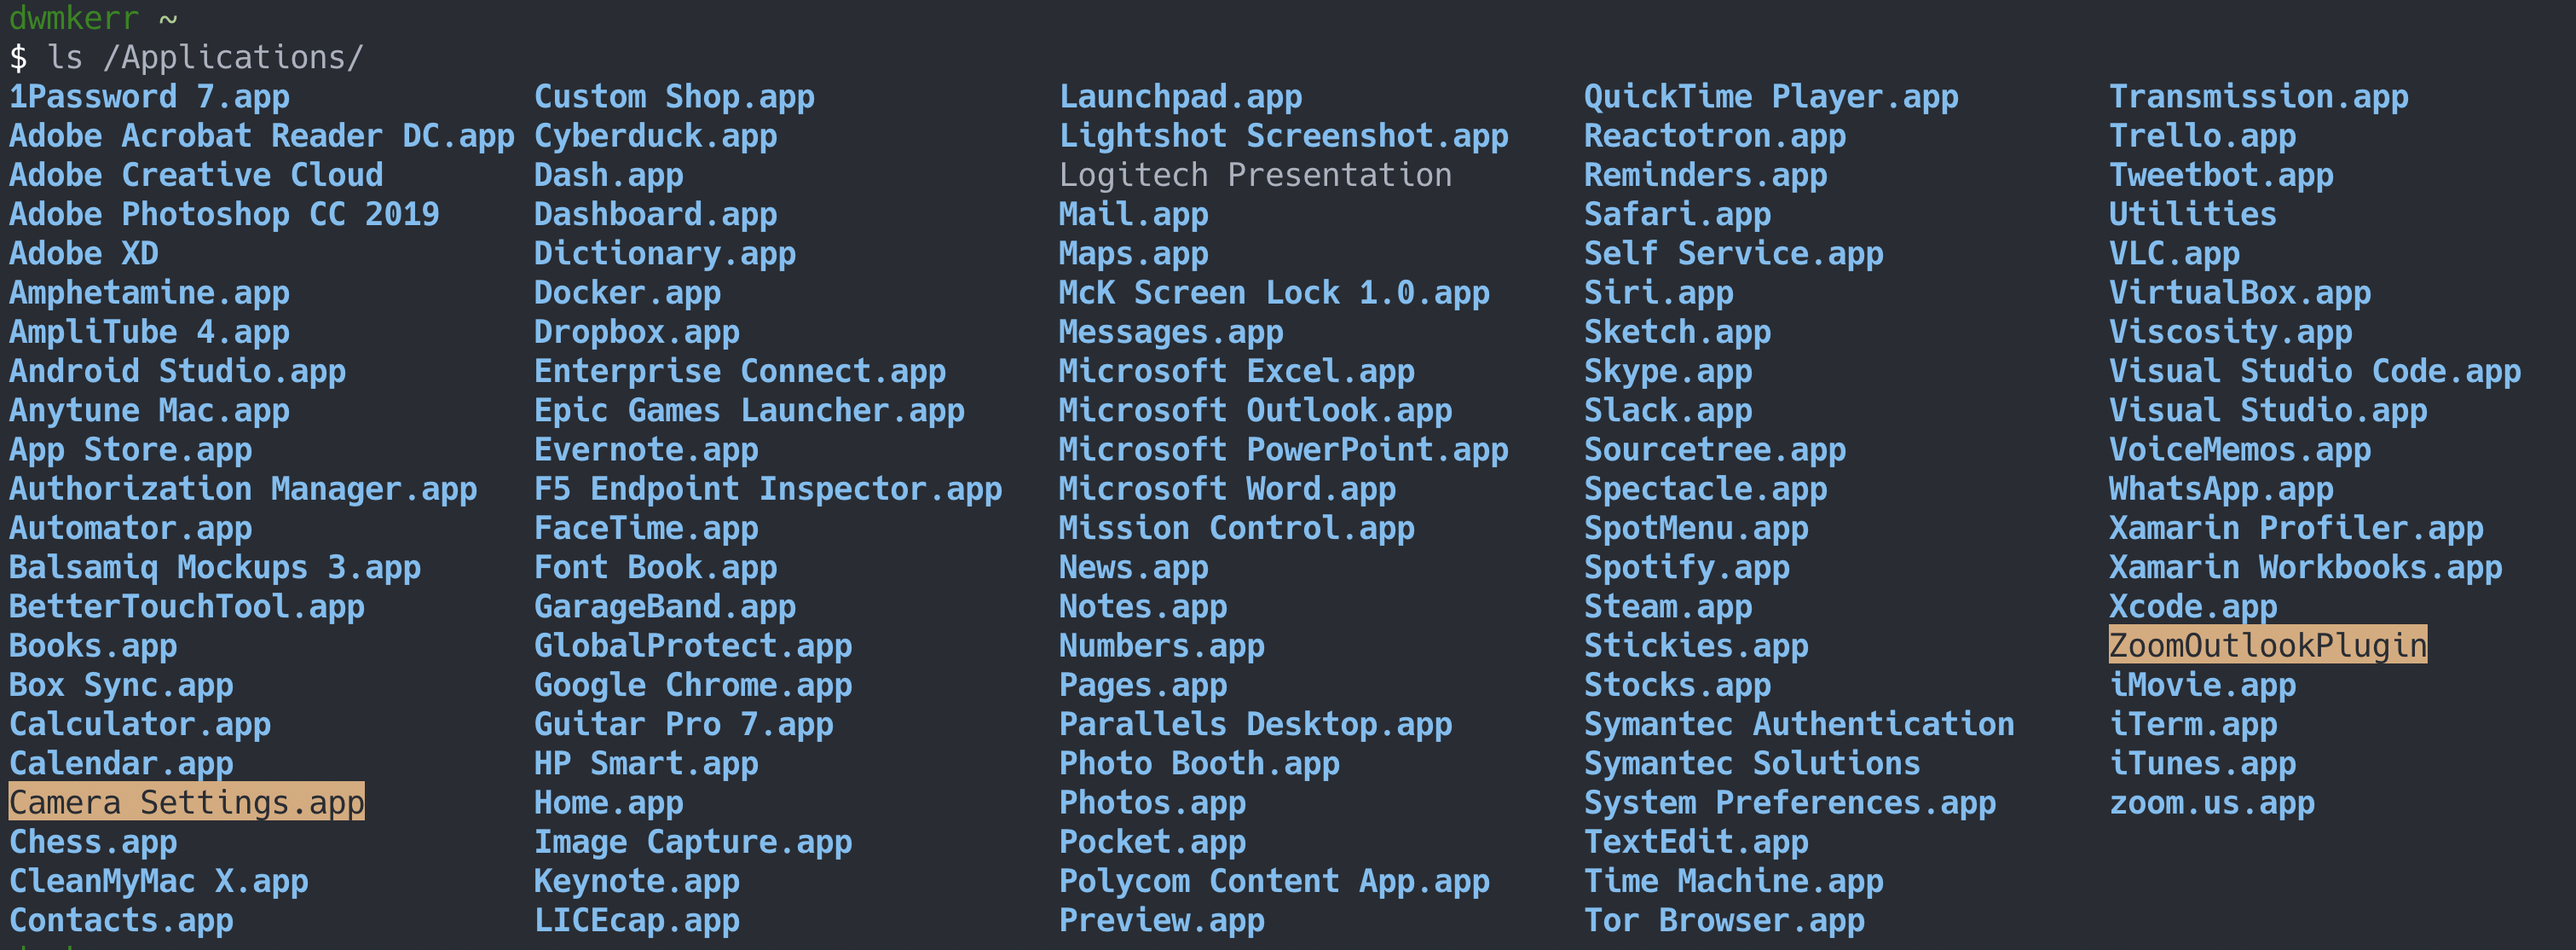 dwmkerr ~
$ ls /Applications/
1Password 7.app Custom Shop.app Launchpad.app QuickTime Player.app Transmission.app
Adobe Acrobat Reader DC.app Cyberduck.app Lightshot Screenshot.app Reactotron.app Trello.app
Adobe Creative Cloud Dash.app Logitech Presentation Reminders.app Tweetbot.app
Adobe Photoshop CC 2019 Dashboard.app Mail.app Safari.app Utilities
Adobe XD Dictionary.app Maps.app Self Service.app VLC.app
Amphetamine.app Docker.app McK Screen Lock 1.0.app Siri.app VirtualBox.app
AmpliTube 4.app Dropbox.app Messages.app Sketch.app Viscosity.app
Android Studio.app Enterprise Connect.app Microsoft Excel.app Skype.app Visual Studio Code.app
Anytune Mac.app Epic Games Launcher.app Microsoft Outlook.app Slack.app Visual Studio.app
App Store.app Evernote.app Microsoft PowerPoint.app Sourcetree.app VoiceMemos.app
Authorization Manager.app F5 Endpoint Inspector.app Microsoft Word.app Spectacle.app WhatsApp.app
Automator.app FaceTime.app Mission Control.app SpotMenu.app Xamarin Profiler.app
Balsamiq Mockups 3.app Font Book.app News.app Spotify.app Xamarin Workbooks.app
BetterTouchTool.app GarageBand.app Notes.app Steam.app Xcode.app
Books.app GlobalProtect.app Numbers.app Stickies.app ZoomOutlookPlugin
Box Sync.app Google Chrome.app Pages.app Stocks.app iMovie.app
Calculator.app Guitar Pro 7.app Parallels Desktop.app Symantec Authentication iTerm.app
Calendar.app HP Smart.app Photo Booth.app Symantec Solutions iTunes.app
Camera Settings.app Home.app Photos.app System Preferences.app zoom.us.app
Chess.app Image Capture.app Pocket.app TextEdit.app
CleanMyMac X.app Keynote.app Polycom Content App.app Time Machine.app
Contacts.app LICEcap.app Preview.app Tor Browser.app